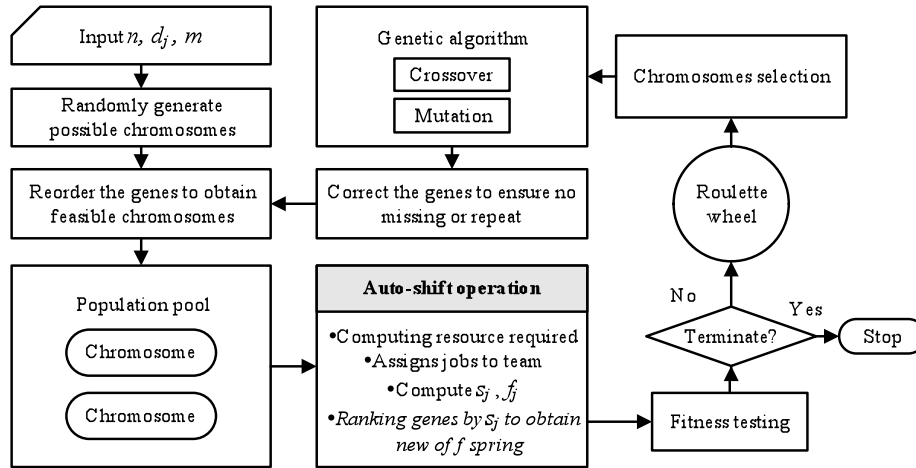 Input n, dj, m
Randomly generate
possible chromosomes
Reorder the genes to obtain
feasible chromosomes
Population pool
Chromosome
Chromosome
Genetic algorithm
Crossover
Mutation
Correct the genes to ensure no
missing or repeat
Auto-shift operation
•Computing resource required
•Assigns jobs to team
•Compute sj , fj
•Ranking genes by sj to obtain
new of f spring
Chromosomes selection
Roulette
wheel
No
Yes
Terminate?
Stop
Fitness testing